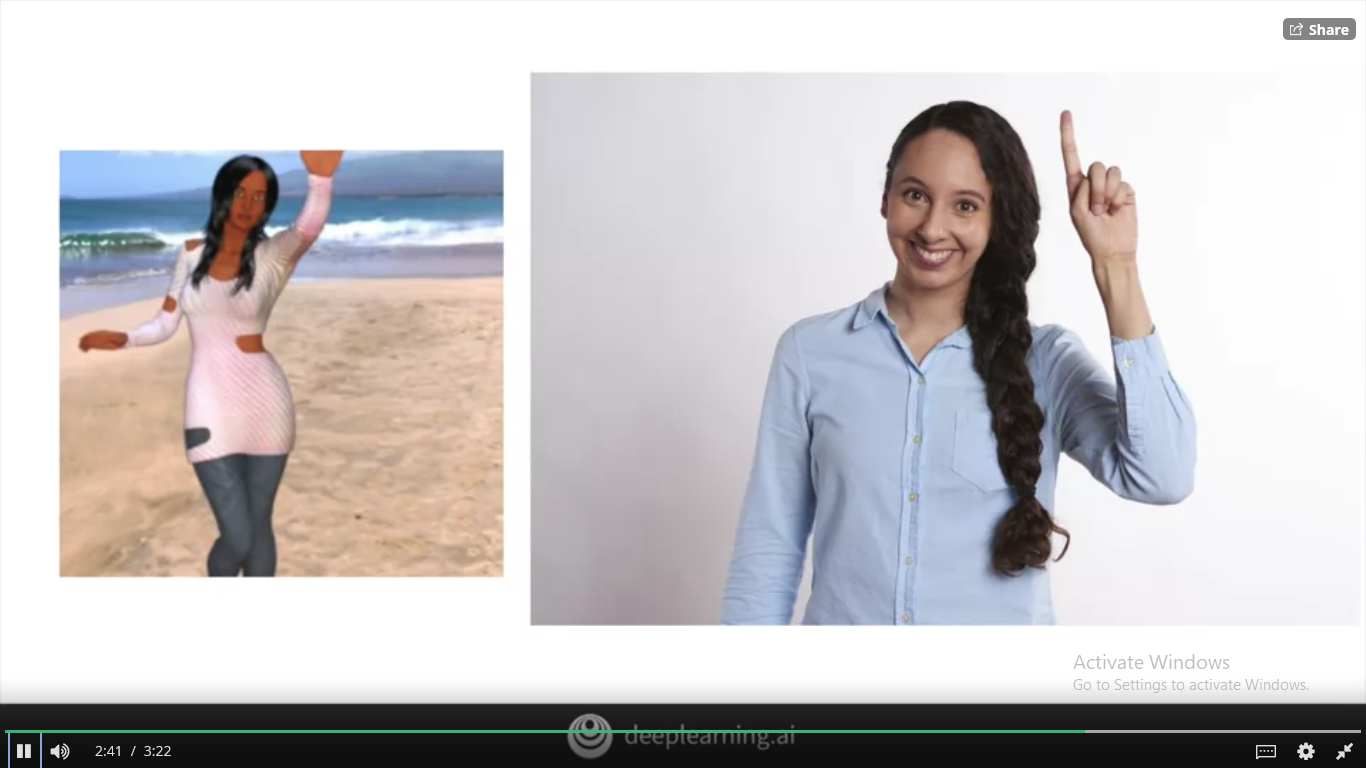 Share
Activate Windows
Go to Settings to activate Windows.
deeplearning.ai
2:41 / 3:22